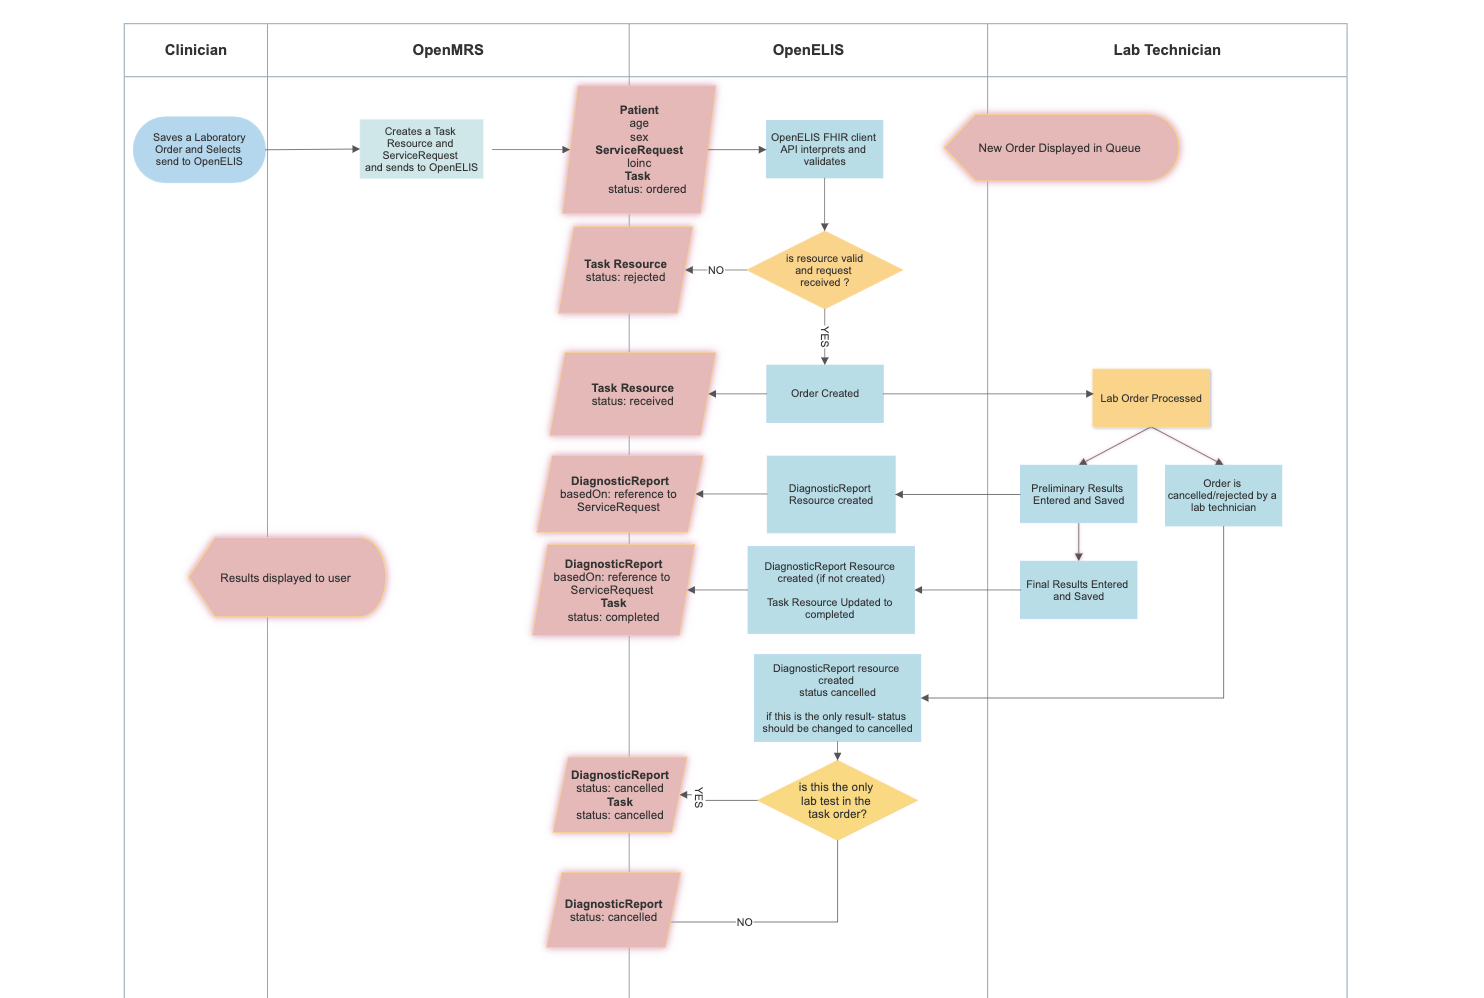 Clinician
OpenMRS
OpenELIS
Lab Technician
Saves a Laboratory
Order and Selects
send to OpenELIS
Creates a Task
Resource and
ServiceRequest
and sends to OpenELIS
Patient
age
sex
ServiceRequest
loinc
Task
status: ordered
OpenELIS FHIR client
API interprets and
validates
New Order Displayed in Queue
is resource valid
and request
received ?
NO
Task Resource
status: rejected
YES
Order Created
Task Resource
status: received
Lab Order Processed
Preliminary Results
Entered and Saved
Order is
cancelled/rejected by a
lab technician
DiagnosticReport
Resource created
DiagnosticReport
basedOn: reference to
ServiceRequest
Final Results Entered
and Saved
DiagnosticReport Resource
created (if not created)
Task Resource Updated to
completed
DiagnosticReport
basedOn: reference to
ServiceRequest
Task
status: completed
Results displayed to user
DiagnosticReport resource
created
status cancelled
if this is the only result- status
should be changed to cancelled
is this the only
lab test in the
task order?
YES
DiagnosticReport
status: cancelled
Task
status: cancelled
NO
DiagnosticReport
status: cancelled